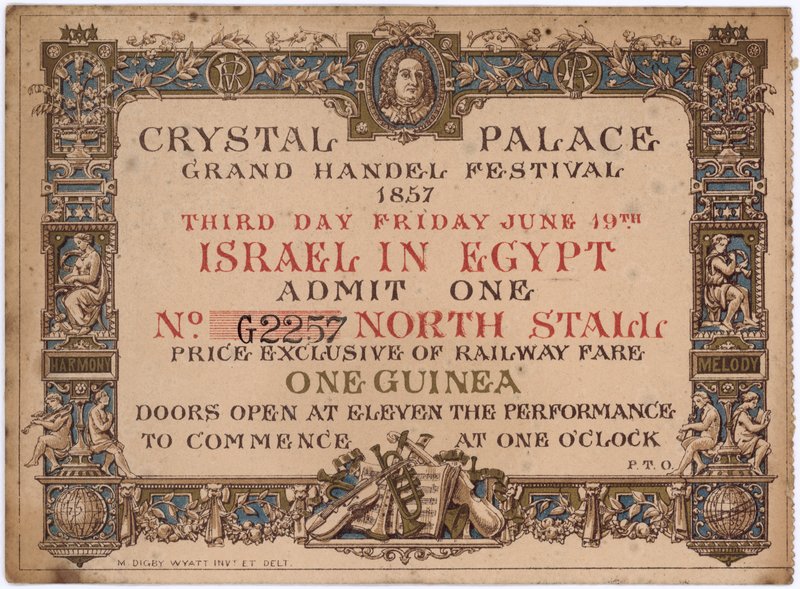 CRYSTAL PALACE
GRAND HANDEL FESTIVAL
1857
THIRD DAY FRIDAY JUNE 19TH
ISRAEL IN EGYPT
ADMIT ONE
No. G2257 NORTH STALL
PRICE EXCLUSIVE OF RAILWAY FARE
HARMONY
MELODY
ONE GUINEA
DOORS OPEN AT ELEVEN THE PERFORMANCE
TO COMMENCE AT ONE O'CLOCK
P.T.O.
M. DIGBY WYATT INVT ET DELT.